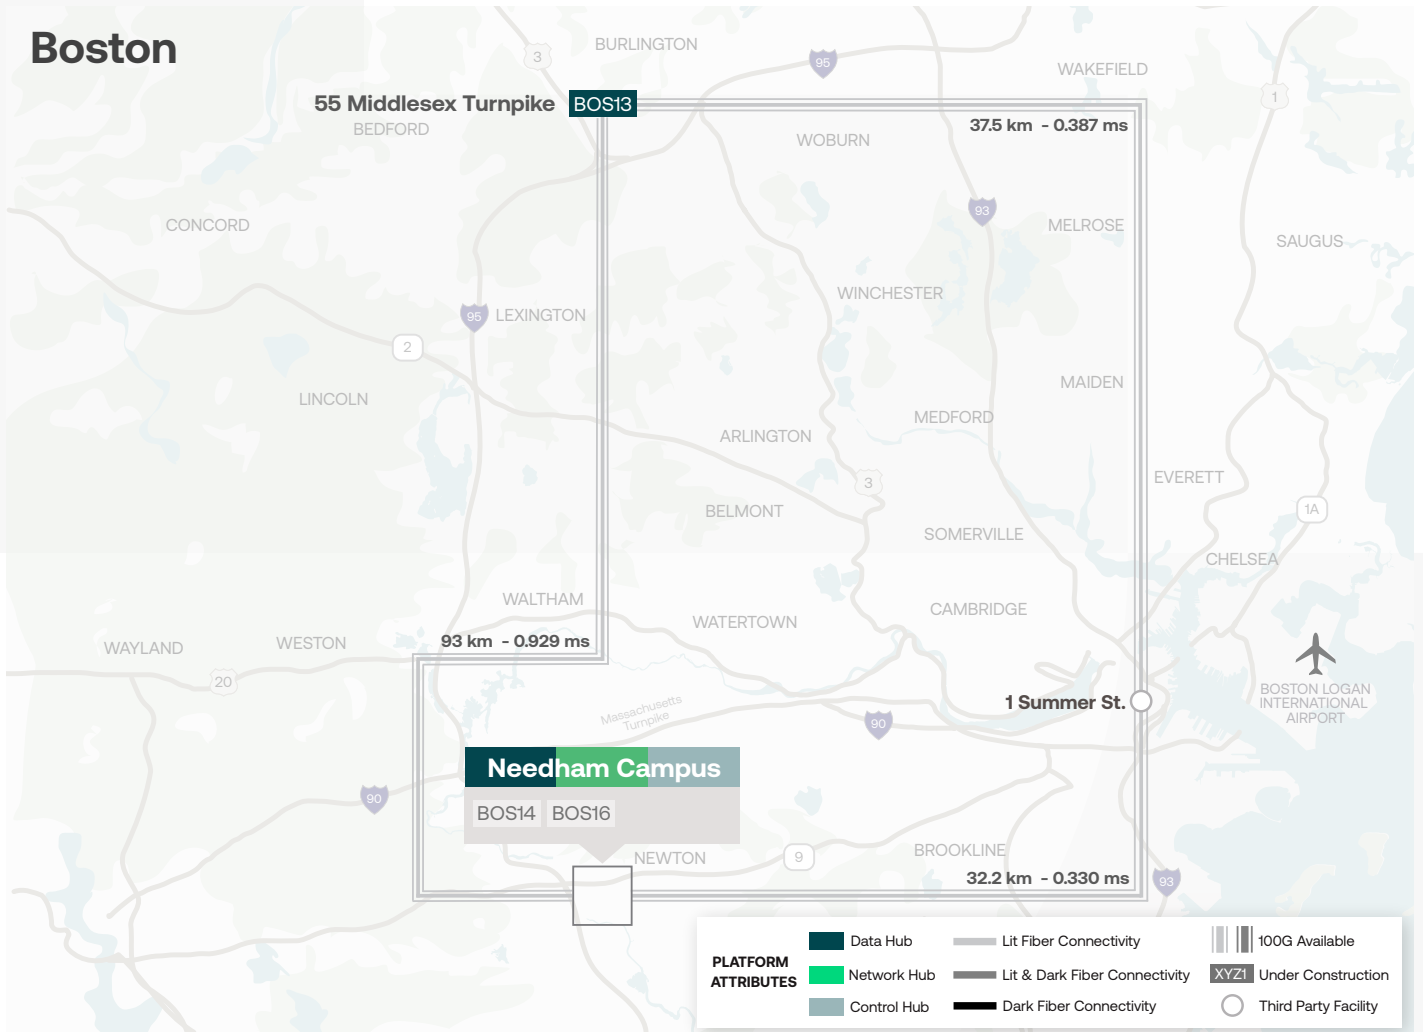 Boston
BURLINGTON
3
95
WAKEFIELD
1
55 Middlesex Turnpike BOS13
BEDFORD
37.5 km - 0.387 ms
WOBURN
CONCORD
93
MELROSE
SAUGUS
WINCHESTER
95 LEXINGTON
2
LINCOLN
MAIDEN
MEDFORD
ARLINGTON
EVERETT
3
BELMONT
1A
SOMERVILLE
CHELSEA
WALTHAM
CAMBRIDGE
WATERTOWN
93 km - 0.929 ms
WESTON
WAYLAND
20
BOSTON LOGAN
INTERNATIONAL
AIRPORT
1 Summer St.
Massachusetts
Turnpike
90
Needham Campus
90
BOS14 BOS16
NEWTON
9
BROOKLINE
32.2 km - 0.330 ms
93
PLATFORM
ATTRIBUTES
Data Hub
Network Hub
Control Hub
Lit Fiber Connectivity
Lit & Dark Fiber Connectivity
Dark Fiber Connectivity
100G Available
XYZ1 Under Construction
Third Party Facility